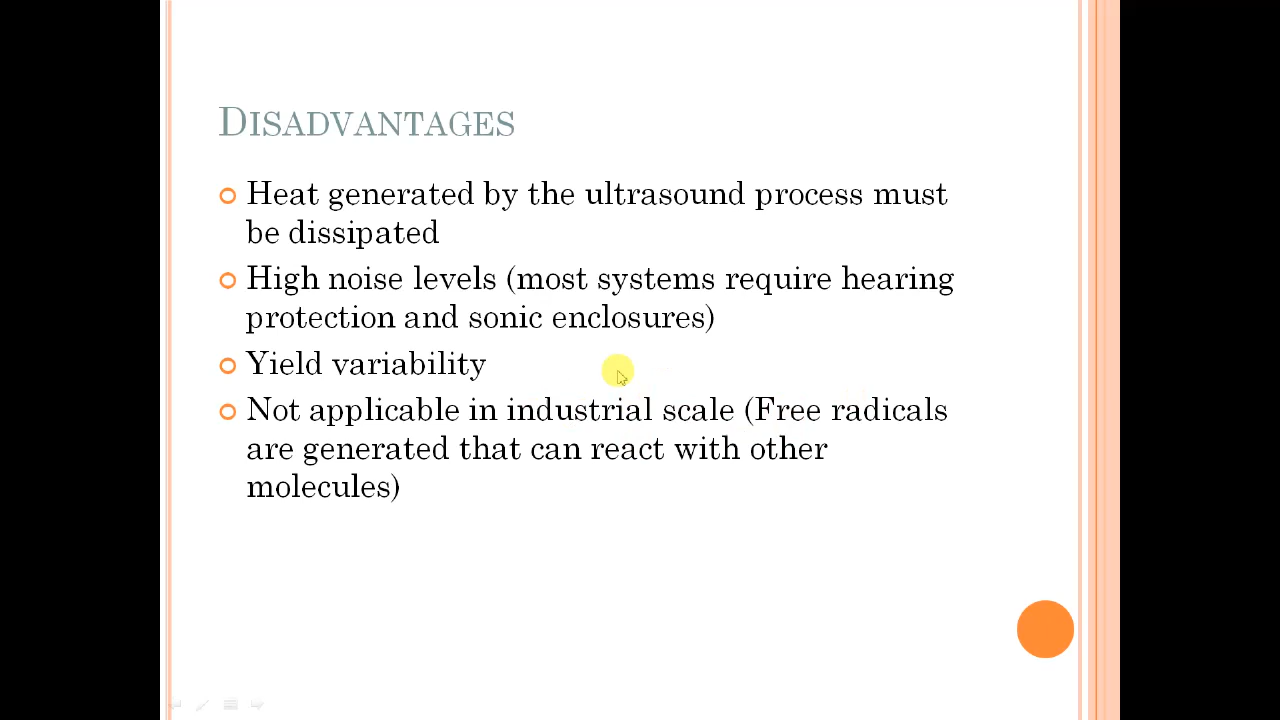 DISADVANTAGES
Heat generated by the ultrasound process must
be dissipated
High noise levels (most systems require hearing
protection and sonic enclosures)
Yield variability
Not applicable in industrial scale (Free radicals
are generated that can react with other
molecules)